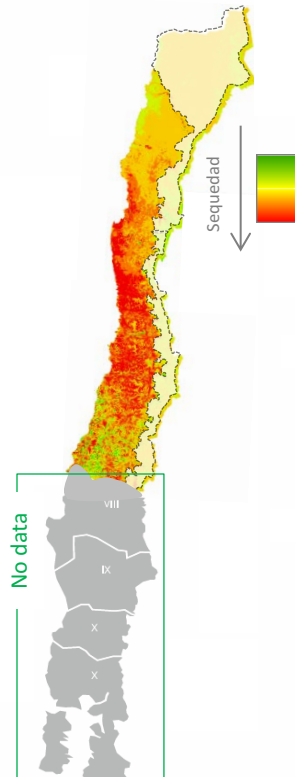 Sequedad
No data
VIII
IX
X
X